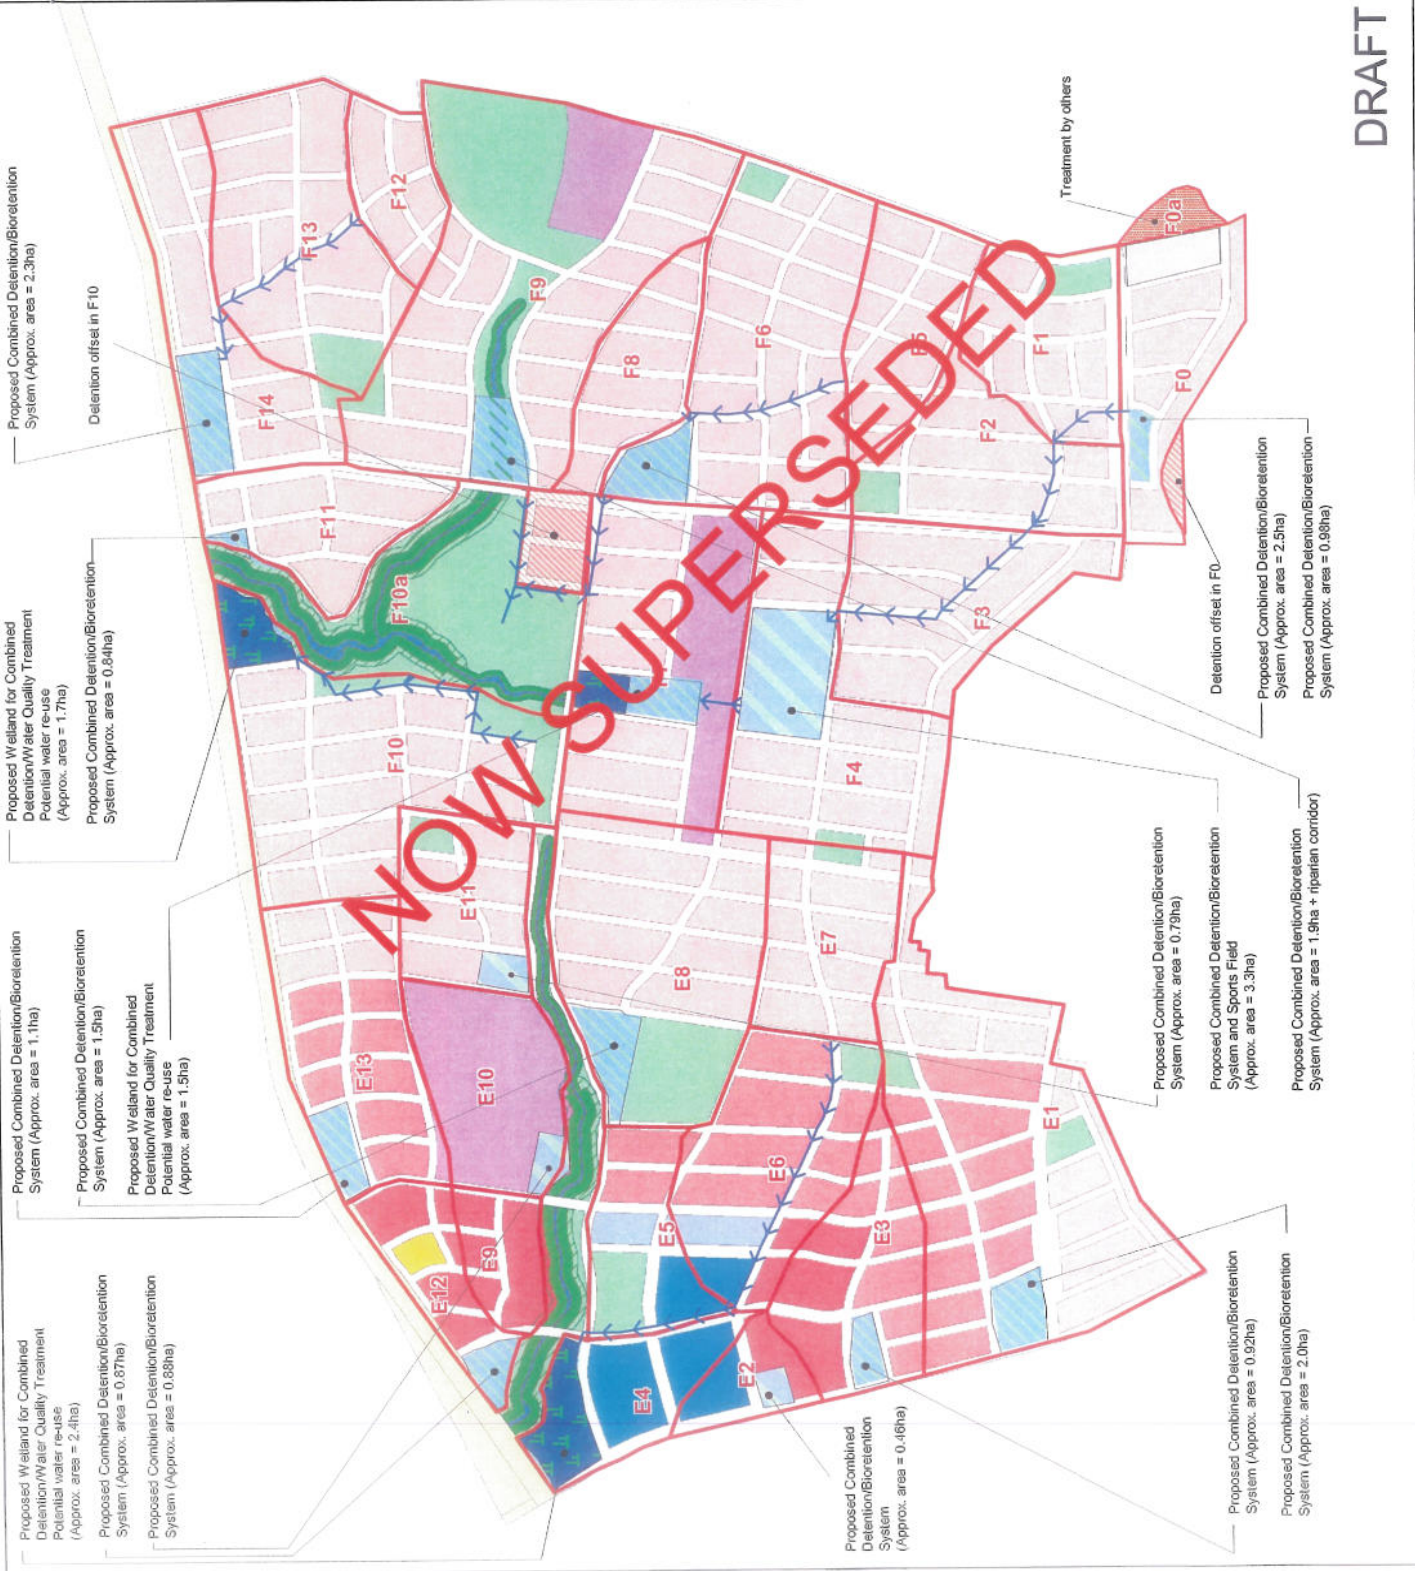 DRAFT
Proposed Wetland for Combined
Detention/Water Quality Treatment
Potential water re-use
(Approx. area = 2.4ha)
Proposed Combined Detention/Bioretention
System (Approx. area = 0.87ha)
Proposed Combined Detention/Bioretention
System (Approx. area = 0.88ha)
Proposed Combined Detention/Bioretention
System (Approx. area = 1.1ha)
Proposed Combined Detention/Bioretention
System (Approx. area = 1.5ha)
Proposed Wetland for Combined
Detention/Water Quality Treatment
Potential water re-use
(Approx. area = 1.5ha)
Proposed Wetland for Combined
Detention/Water Quality Treatment
Potential water re-use
(Approx. area = 1.7ha)
Proposed Combined Detention/Bioretention
System (Approx. area = 0.84ha)
Proposed Combined Detention/Bioretention
System (Approx. area = 2.3ha)
Detention offset in F10
Treatment by others
NOW SUPERSEDED
E12
E9
E13
E10
E11
F10
F10a
F11
F14
F13
F12
F9
F8
F6
F5
F1
F0a
F0
F2
F3
F4
E8
E7
E6
E5
E3
E1
E4
E2
Proposed Combined
Detention/Bioretention
System
(Approx. area = 0.46ha)
Proposed Combined Detention/Bioretention
System (Approx. area = 0.92ha)
Proposed Combined Detention/Bioretention
System (Approx. area = 2.0ha)
Proposed Combined Detention/Bioretention
System (Approx. area = 0.79ha)
Proposed Combined Detention/Bioretention
System and Sports Field
(Approx. area = 3.3ha)
Proposed Combined Detention/Bioretention
System (Approx. area = 1.9ha + riparian corridor)
Detention offset in F0
Proposed Combined Detention/Bioretention
System (Approx. area = 2.5ha)
Proposed Combined Detention/Bioretention
System (Approx. area = 0.98ha)